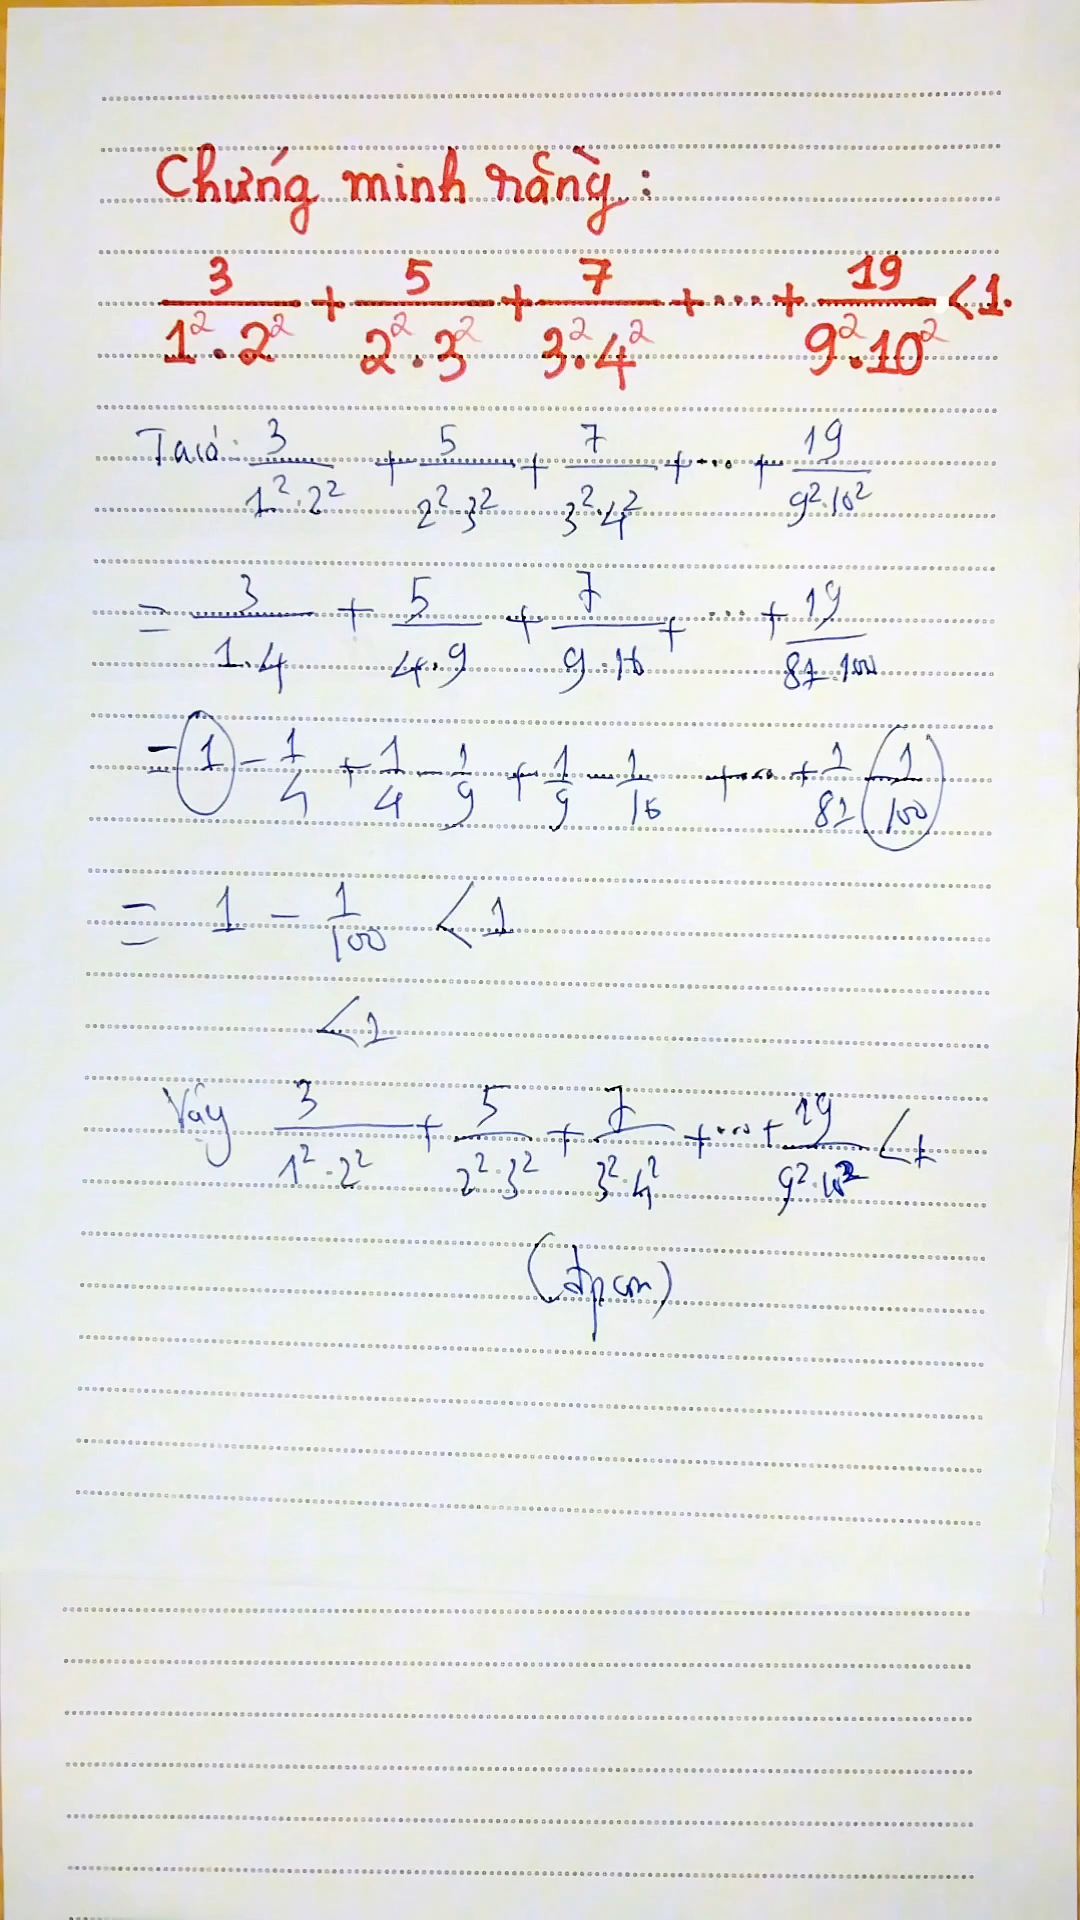 Chứng minh rằng:
3/(1².2²) + 5/(2².3²) + 7/(3².4²) + ... + 19/(9².10²) < 1.
Ta có: 3/(1².2²) + 5/(2².3²) + 7/(3².4²) + ... + 19/(9².10²)
= 3/(1.4) + 5/(4.9) + 7/(9.16) + ... + 19/(81.100)
= 1 - 1/4 + 1/4 - 1/9 + 1/9 - 1/16 + ... + 1/81 - 1/100
= 1 - 1/100 < 1
< 1
Vậy 3/(1².2²) + 5/(2².3²) + 7/(3².4²) + ... + 19/(9².10²) < 1
(đpcm)